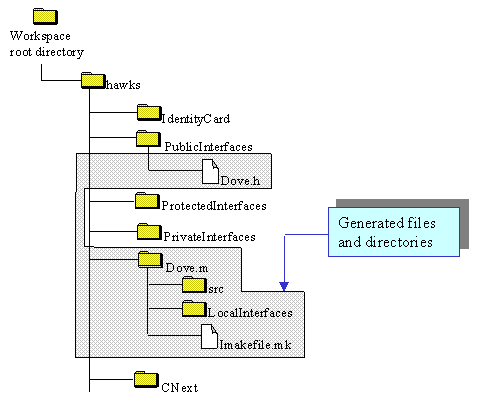 Workspace
root directory
hawks
IdentityCard
PublicInterfaces
Dove.h
ProtectedInterfaces
PrivateInterfaces
Generated files
and directories
Dove.m
src
LocalInterfaces
Imakefile.mk
CNext